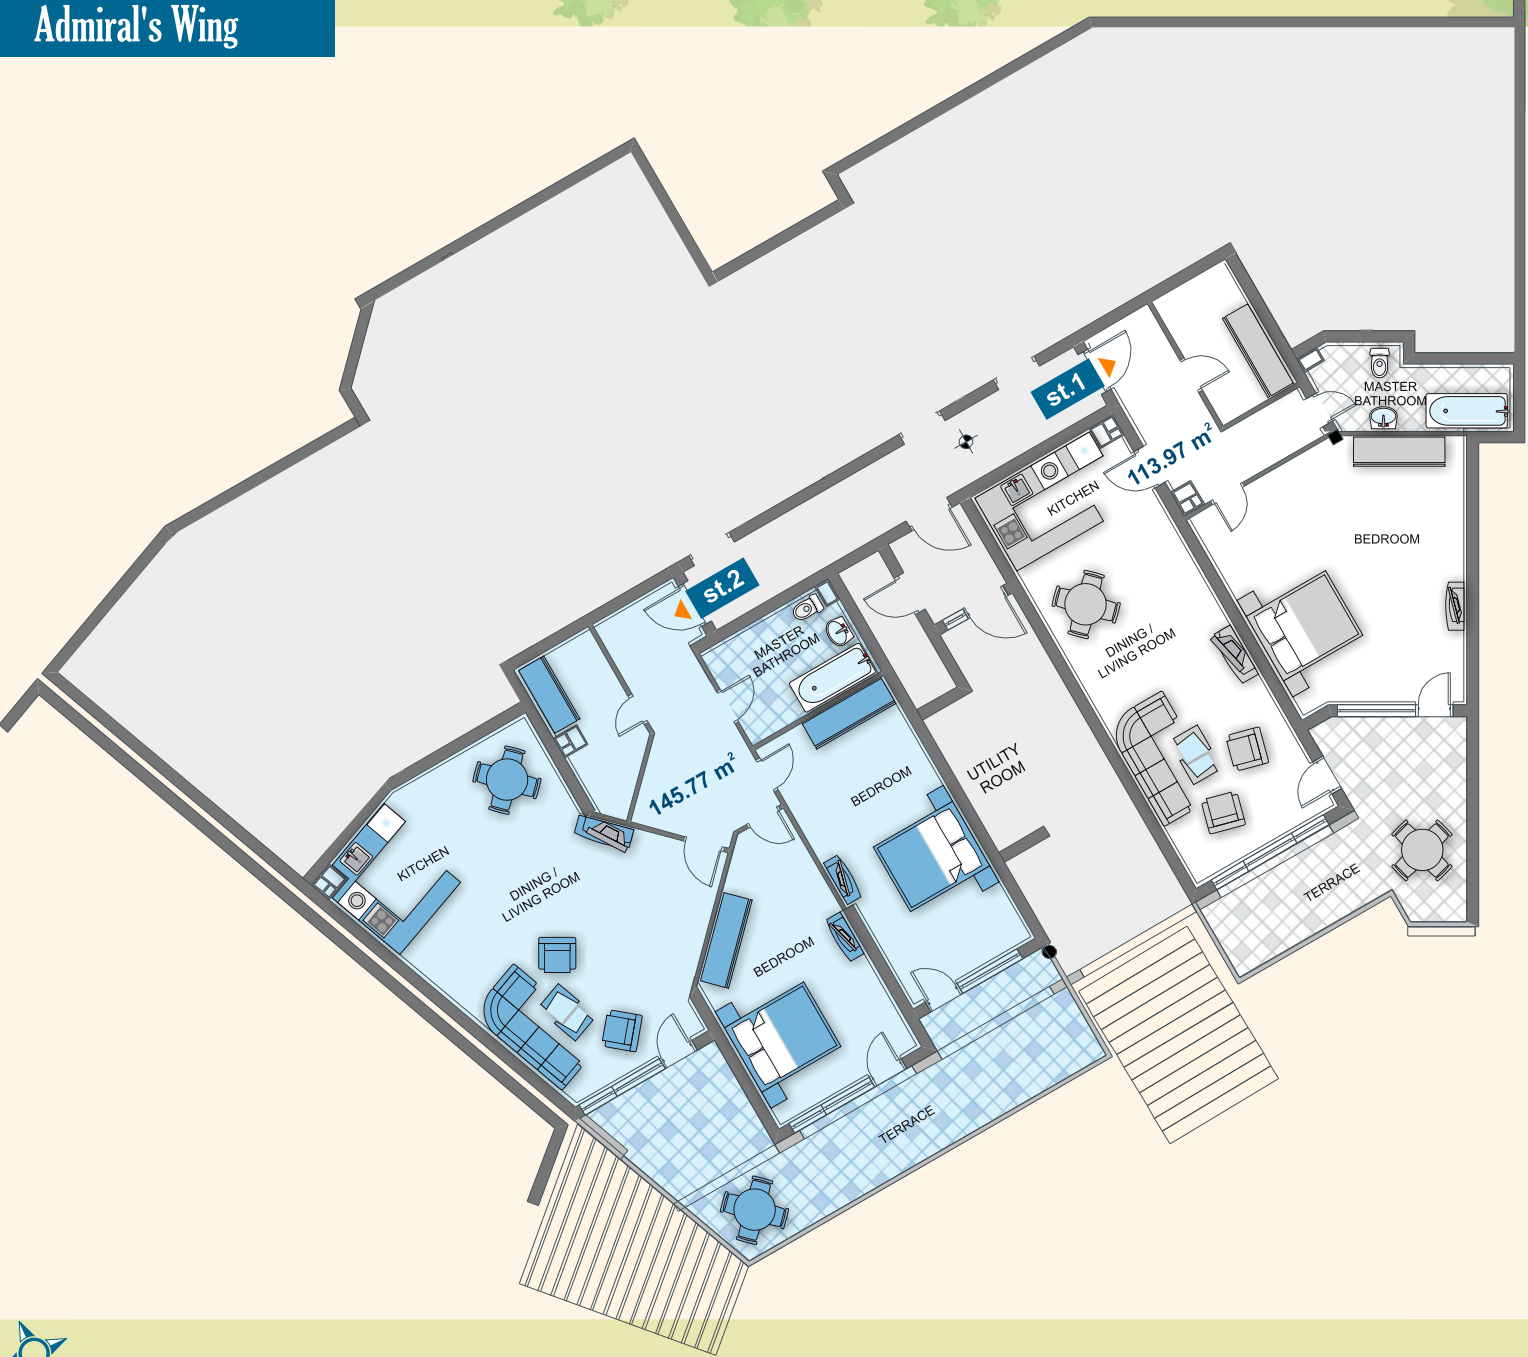 Admiral's Wing
st.1
MASTER
BATHROOM
113.97 m²
KITCHEN
BEDROOM
st.2
MASTER
BATHROOM
DINING /
LIVING ROOM
145.77 m²
UTILITY
ROOM
BEDROOM
KITCHEN
DINING /
LIVING ROOM
TERRACE
BEDROOM
TERRACE